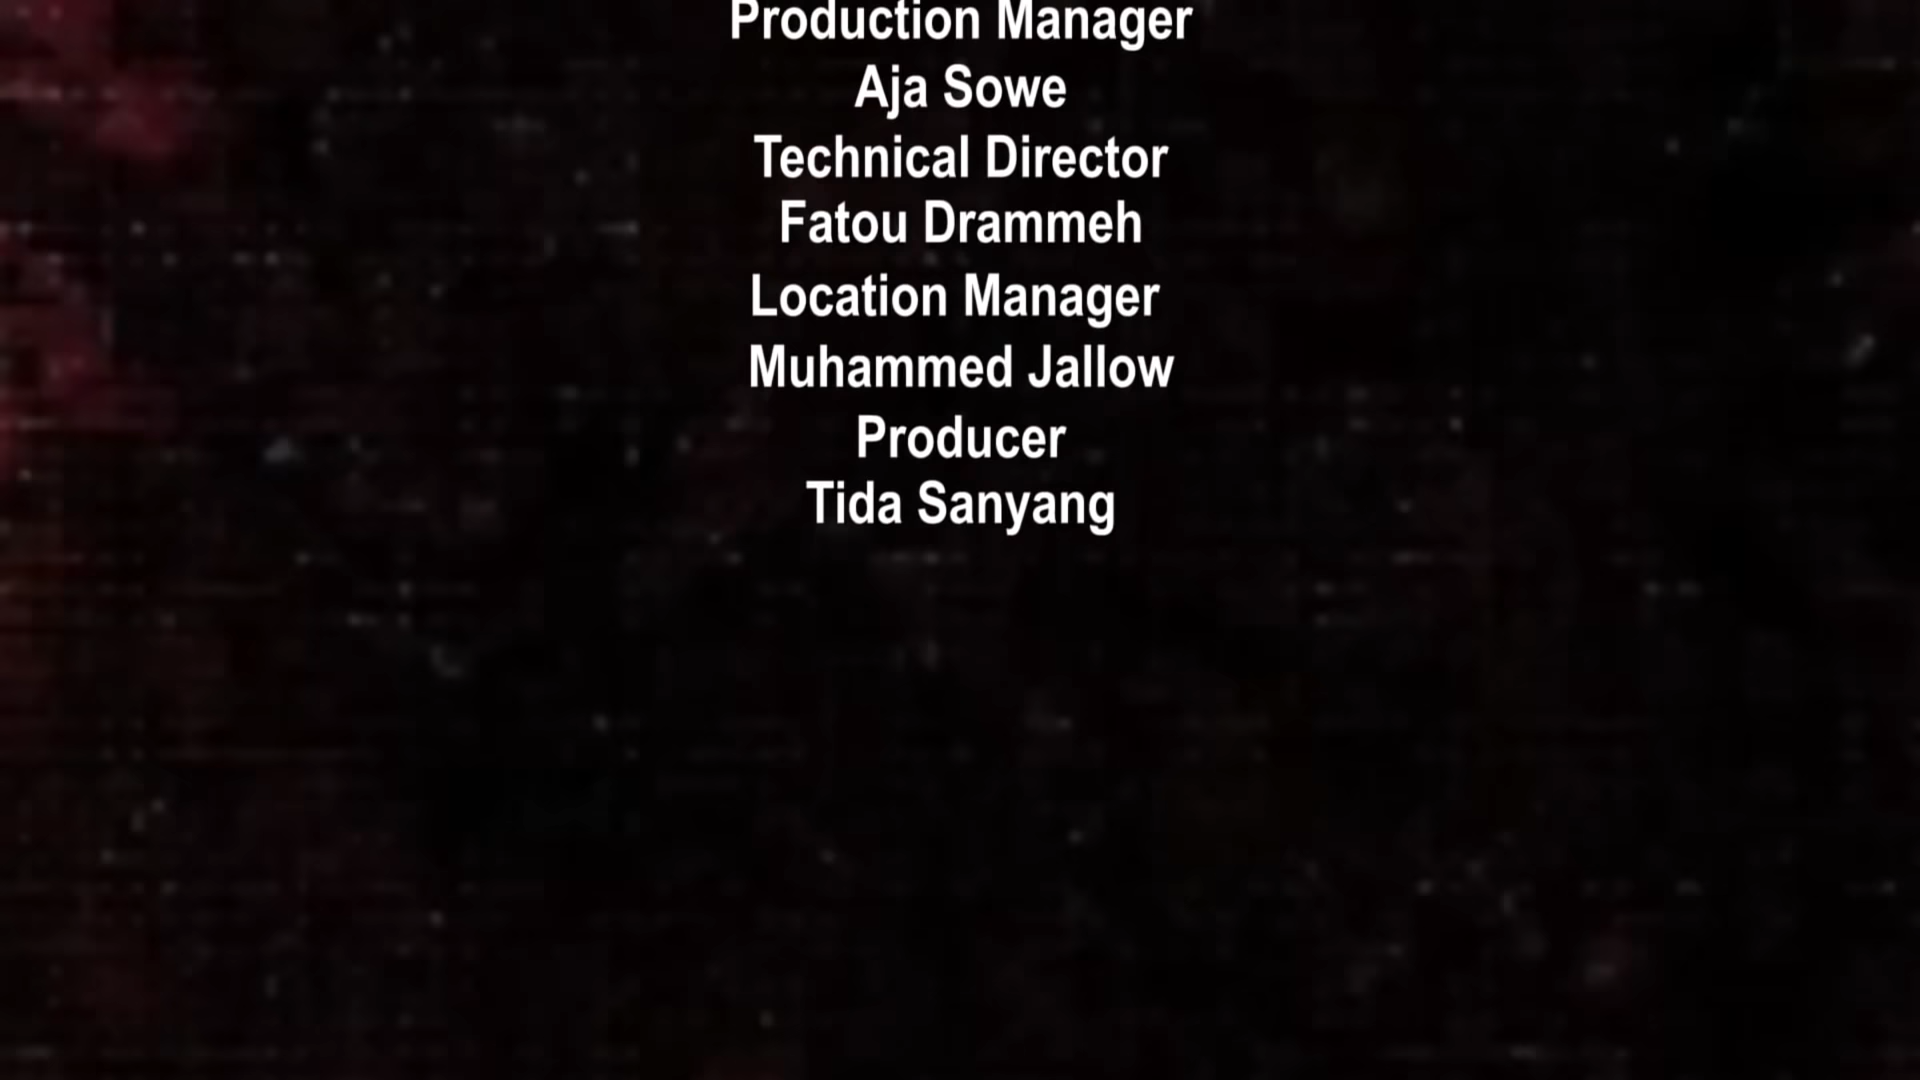 Production Manager
Aja Sowe
Technical Director
Fatou Drammeh
Location Manager
Muhammed Jallow
Producer
Tida Sanyang